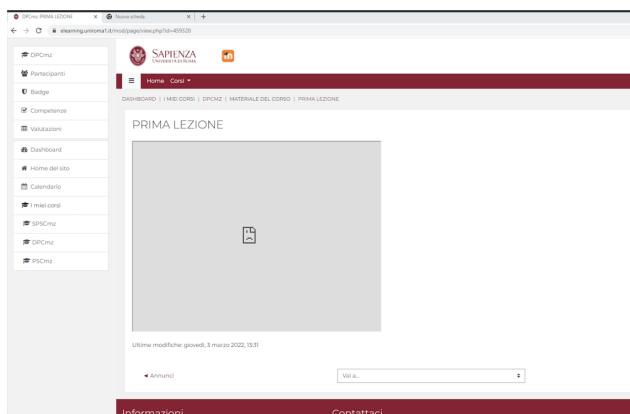 DPCmz: PRIMA LEZIONE
Nuova scheda
elearning.uniroma1.it/mod/page/view.php?id=459320
DPCmz
Partecipanti
Badge
Competenze
Valutazioni
Dashboard
Home del sito
Calendario
I miei corsi
SPSCmz
DPCmz
PSCmz
SAPIENZA
UNIVERSITÀ DI ROMA
Home Corsi
DASHBOARD | I MIEI CORSI | DPCMZ | MATERIALE DEL CORSO | PRIMA LEZIONE
PRIMA LEZIONE
Ultime modifiche: giovedì, 3 marzo 2022, 13:31
◄ Annunci
Vai a...
Informazioni
Contattaci